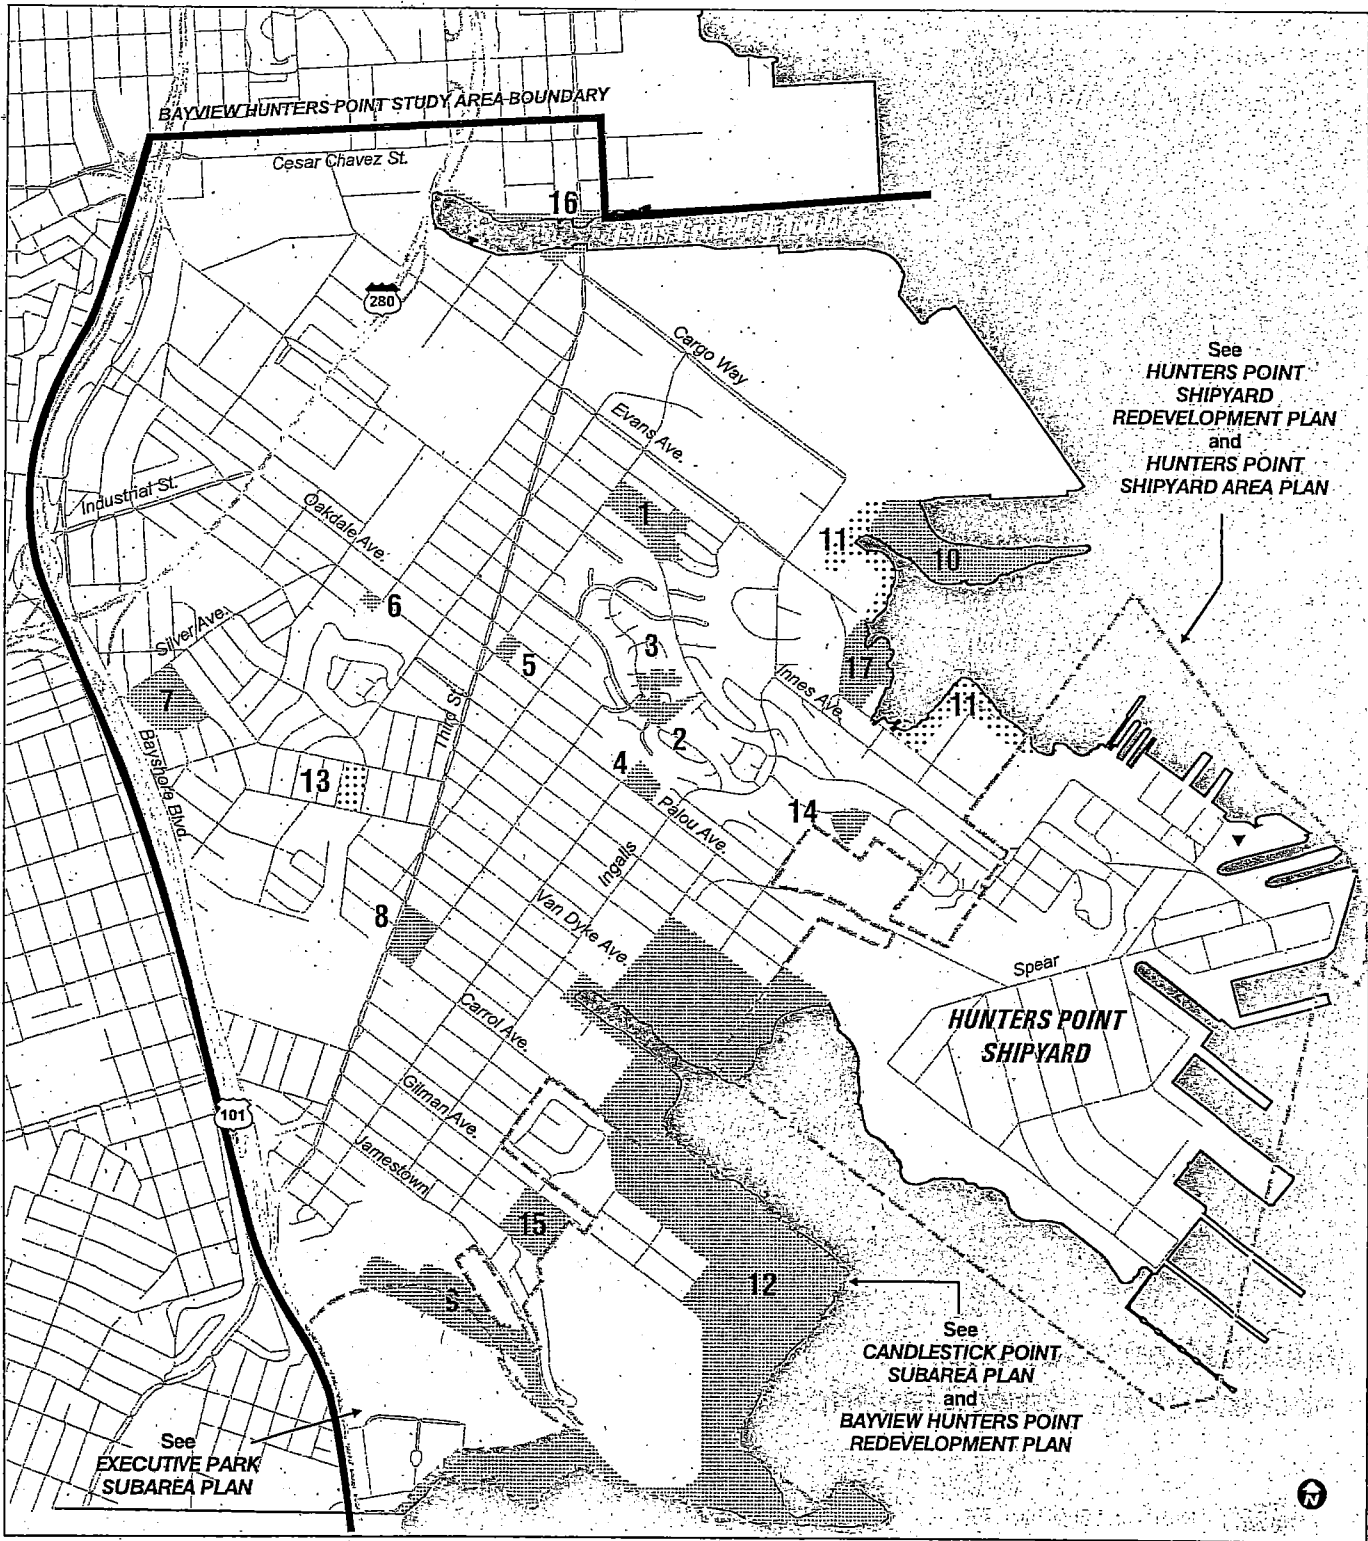 BAYVIEW HUNTERS POINT STUDY AREA BOUNDARY
Cesar Chavez St.
16
280
Cargo Way
See
HUNTERS POINT
SHIPYARD
REDEVELOPMENT PLAN
and
HUNTERS POINT
SHIPYARD AREA PLAN
Evans Ave.
Industrial St.
Oakdale Ave.
1
11
10
6
Silver Ave.
3
5
17
7
Innes Ave.
11
Third St.
2
4
Bayshore Blvd.
13
14
Palou Ave.
Ingalls
8
Van Dyke Ave.
Spear
Carrol Ave.
HUNTERS POINT
SHIPYARD
Gilman Ave.
101
Jamestown
15
12
See
CANDLESTICK POINT
SUBAREA PLAN
and
BAYVIEW HUNTERS POINT
REDEVELOPMENT PLAN
See
EXECUTIVE PARK
SUBAREA PLAN
N